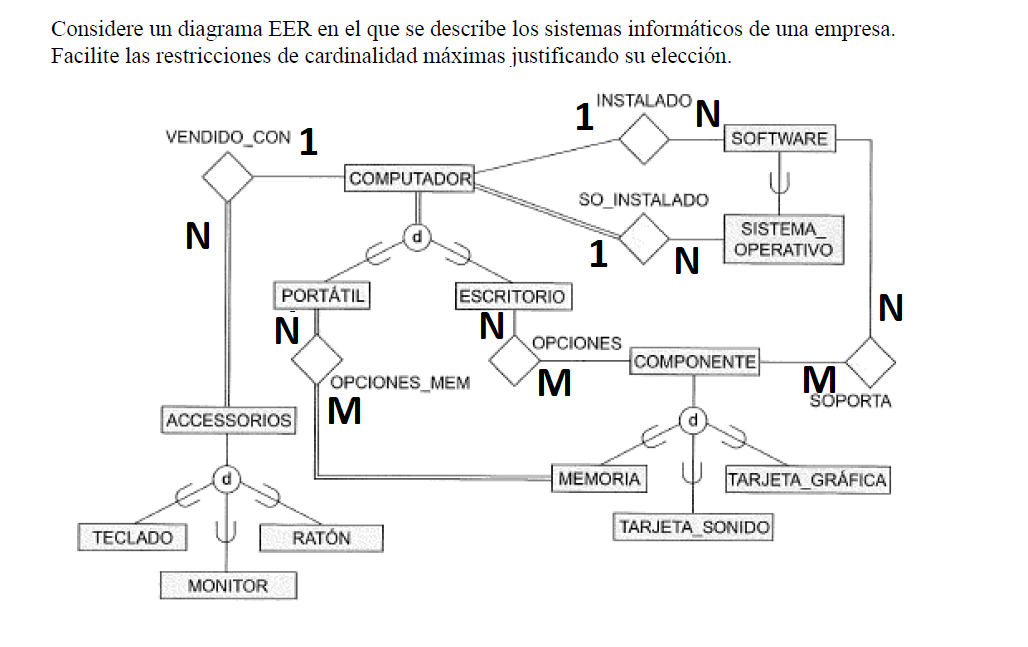 Considere un diagrama EER en el que se describe los sistemas informáticos de una empresa.
Facilite las restricciones de cardinalidad máximas justificando su elección.
INSTALADO
1
N
VENDIDO_CON
1
SOFTWARE
COMPUTADOR
SO_INSTALADO
N
d
1
N
SISTEMA_
OPERATIVO
PORTÁTIL
ESCRITORIO
N
N
N
OPCIONES
COMPONENTE
OPCIONES_MEM
M
M
SOPORTA
ACCESSORIOS
M
d
d
MEMORIA
TARJETA_GRÁFICA
TARJETA_SONIDO
TECLADO
RATÓN
MONITOR